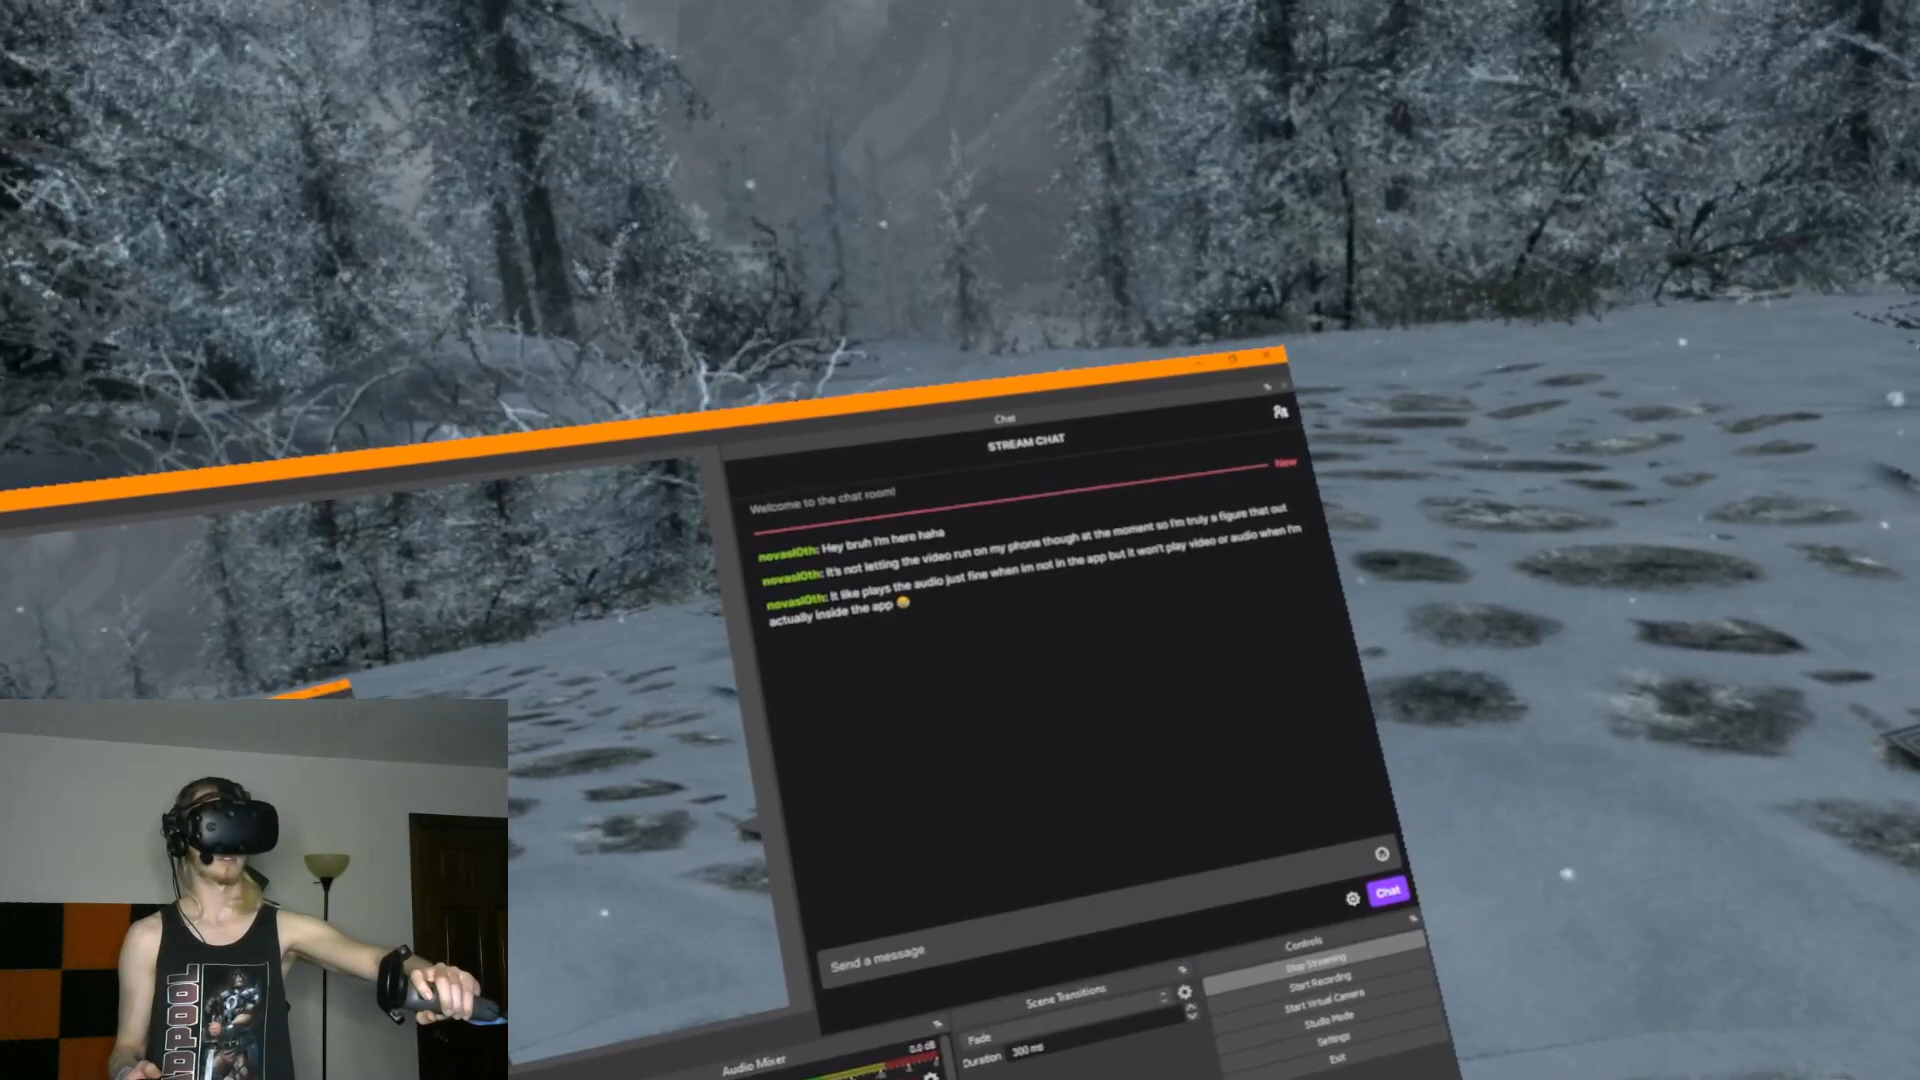 Chat
STREAM CHAT
New
Welcome to the chat room!
novasl0th: Hey bruh I'm here haha
novasl0th: It's not letting the video run on my phone though at the moment so I'm truly a figure that out
novasl0th: It like plays the audio just fine when im not in the app but it won't play video or audio when I'm
actually inside the app
Send a message
Chat
Controls
Stop Streaming
Start Recording
Start Virtual Camera
Studio Mode
Settings
Exit
Scene Transitions
Fade
Duration 300 ms
Audio Mixer
0.0 dB
ADPOOL